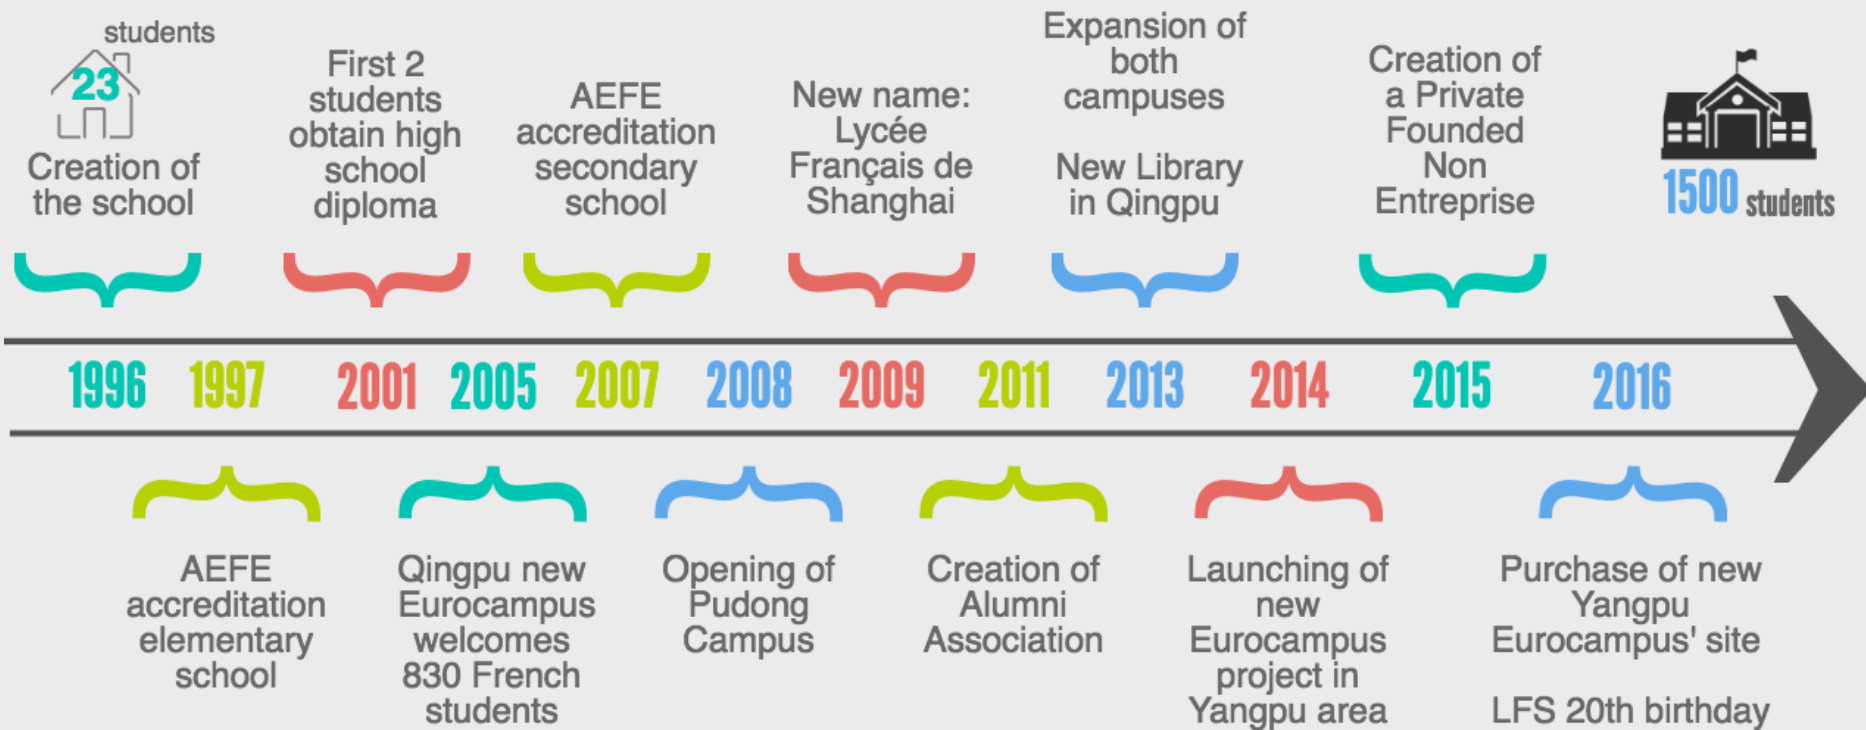 students
23
Creation of
the school
First 2
students
obtain high
school
diploma
AEFE
accreditation
secondary
school
New name:
Lycée
Français de
Shanghai
Expansion of
both
campuses
New Library
in Qingpu
Creation of
a Private
Founded
Non
Entreprise
1500 students
1996 1997 2001 2005 2007 2008 2009 2011 2013 2014 2015 2016
AEFE
accreditation
elementary
school
Qingpu new
Eurocampus
welcomes
830 French
students
Opening of
Pudong
Campus
Creation of
Alumni
Association
Launching of
new
Eurocampus
project in
Yangpu area
Purchase of new
Yangpu
Eurocampus' site
LFS 20th birthday